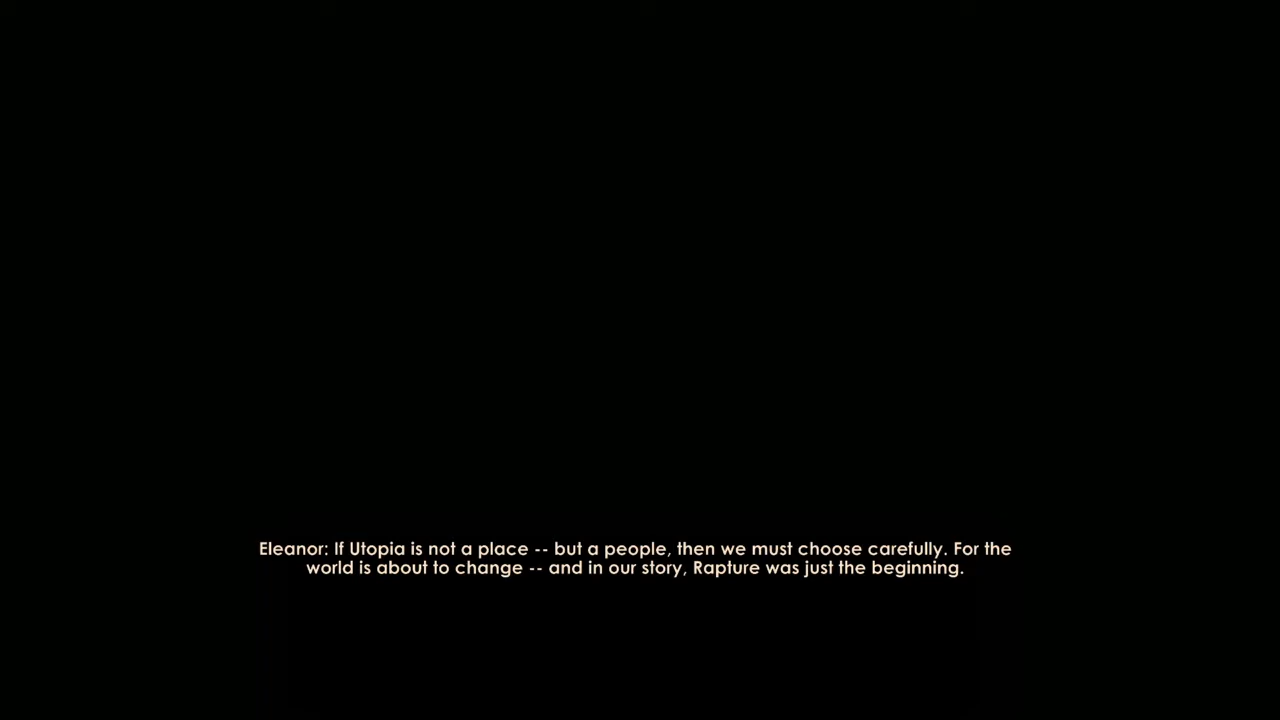 Eleanor: If Utopia is not a place -- but a people, then we must choose carefully. For the
world is about to change -- and in our story, Rapture was just the beginning.